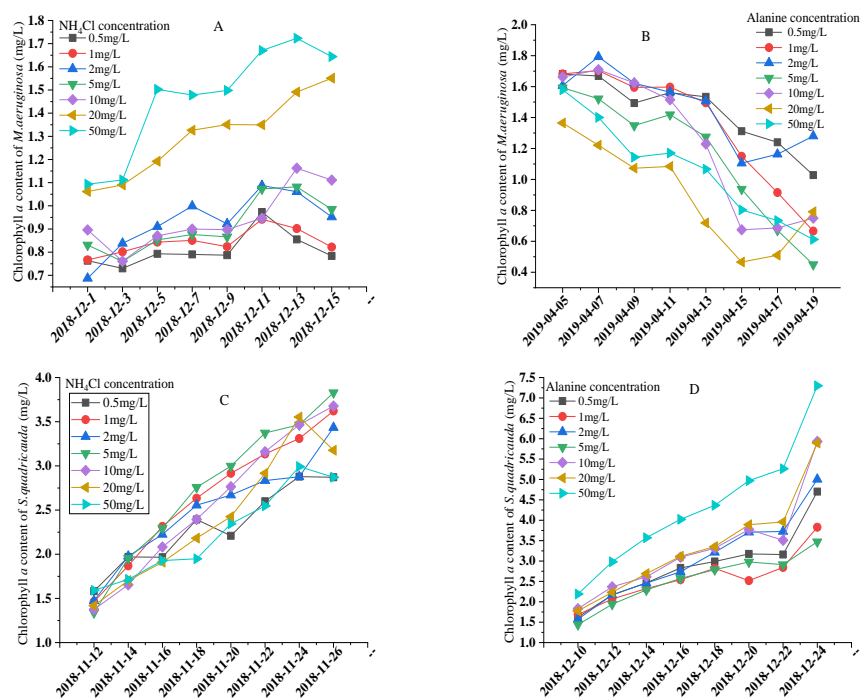 NH₄Cl concentration
0.5mg/L
1mg/L
2mg/L
5mg/L
10mg/L
20mg/L
50mg/L
A
Chlorophyll a content of M.aeruginosa (mg/L)
1.8
1.7
1.6
1.5
1.4
1.3
1.2
1.1
1.0
0.9
0.8
0.7
2018-12-1
2018-12-3
2018-12-5
2018-12-7
2018-12-9
2018-12-11
2018-12-13
2018-12-15
--
Alanine concentration
0.5mg/L
1mg/L
2mg/L
5mg/L
10mg/L
20mg/L
50mg/L
B
Chlorophyll a content of M.aeruginosa (mg/L)
2.0
1.8
1.6
1.4
1.2
1.0
0.8
0.6
0.4
2019-04-05
2019-04-07
2019-04-09
2019-04-11
2019-04-13
2019-04-15
2019-04-17
2019-04-19
NH₄Cl concentration
0.5mg/L
1mg/L
2mg/L
5mg/L
10mg/L
20mg/L
50mg/L
C
Chlorophyll a content of S.quadricauda (mg/L)
4.0
3.5
3.0
2.5
2.0
1.5
1.0
2018-11-12
2018-11-14
2018-11-16
2018-11-18
2018-11-20
2018-11-22
2018-11-24
2018-11-26
--
Alanine concentration
0.5mg/L
1mg/L
2mg/L
5mg/L
10mg/L
20mg/L
50mg/L
D
Chlorophyll a content of S.quadricauda (mg/L)
7.5
7.0
6.5
6.0
5.5
5.0
4.5
4.0
3.5
3.0
2.5
2.0
1.5
1.0
2018-12-10
2018-12-12
2018-12-14
2018-12-16
2018-12-18
2018-12-20
2018-12-22
2018-12-24
--